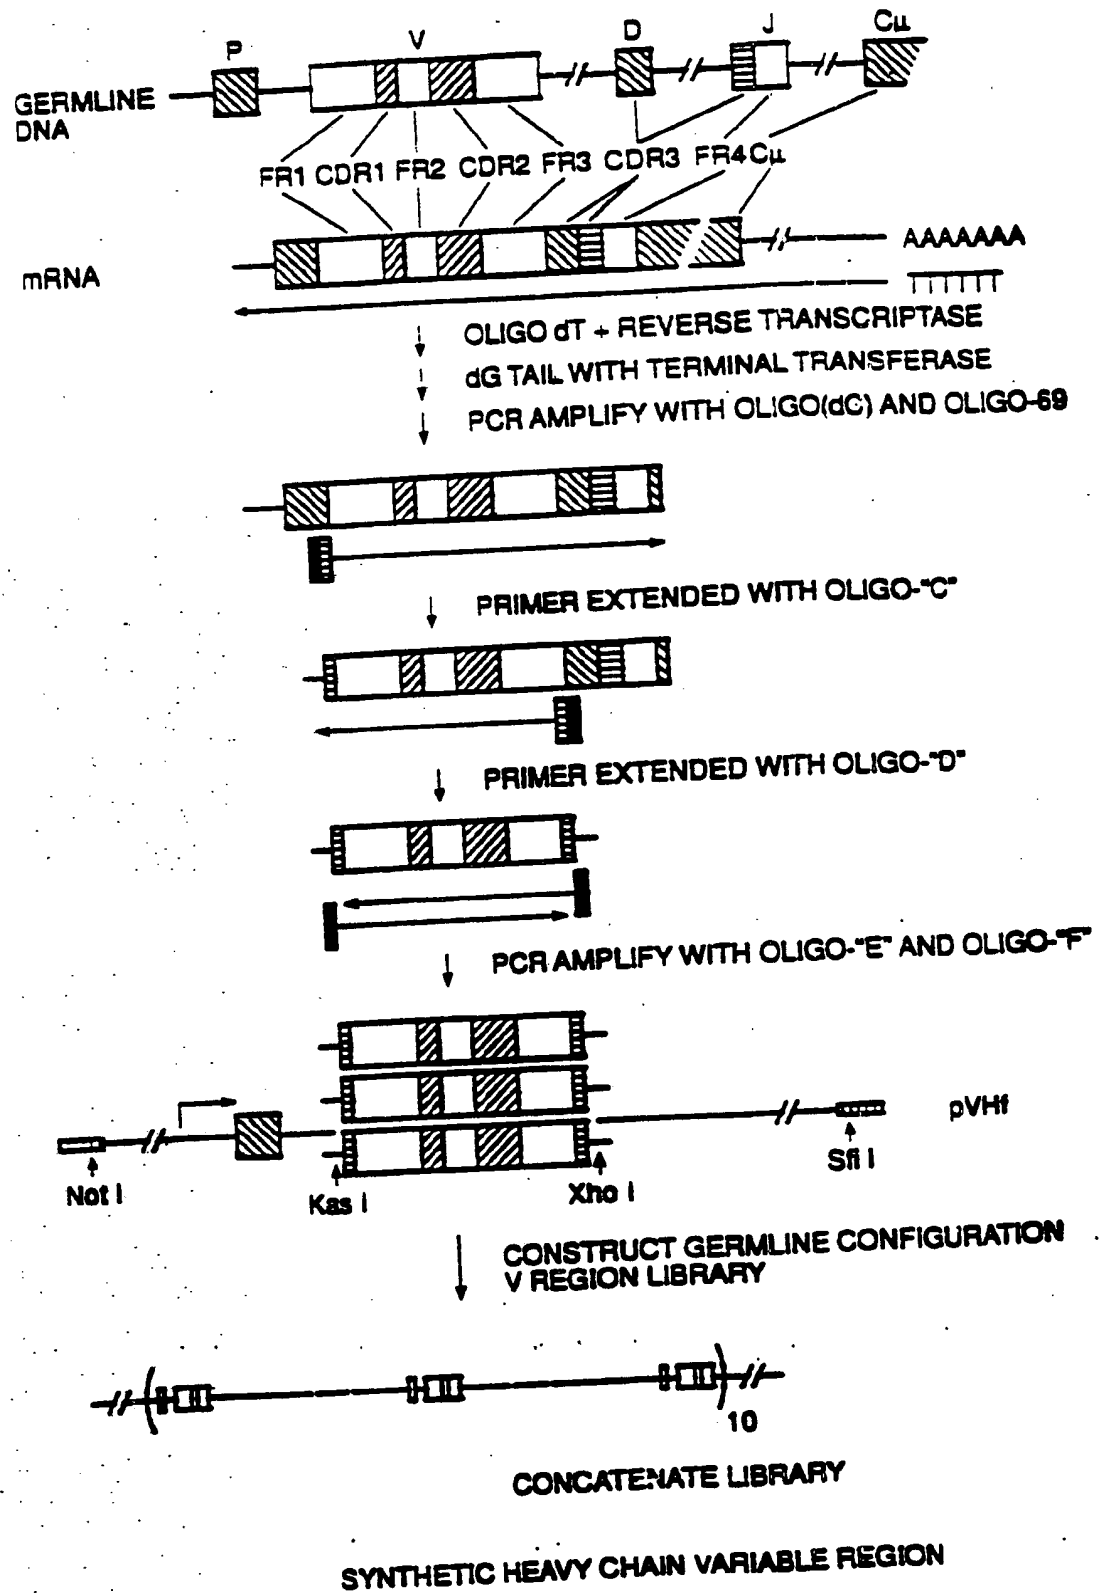 P V D J Cμ
GERMLINE
DNA
FR1 CDR1 FR2 CDR2 FR3 CDR3 FR4 Cμ
mRNA
AAAAAAA
TTTTTT
OLIGO dT + REVERSE TRANSCRIPTASE
dG TAIL WITH TERMINAL TRANSFERASE
PCR AMPLIFY WITH OLIGO(dC) AND OLIGO-69
PRIMER EXTENDED WITH OLIGO-"C"
PRIMER EXTENDED WITH OLIGO-"D"
PCR AMPLIFY WITH OLIGO-"E" AND OLIGO-"F"
pVHf
Not I
Kas I
Xho I
Sfi I
CONSTRUCT GERMLINE CONFIGURATION
V REGION LIBRARY
10
CONCATENATE LIBRARY
SYNTHETIC HEAVY CHAIN VARIABLE REGION